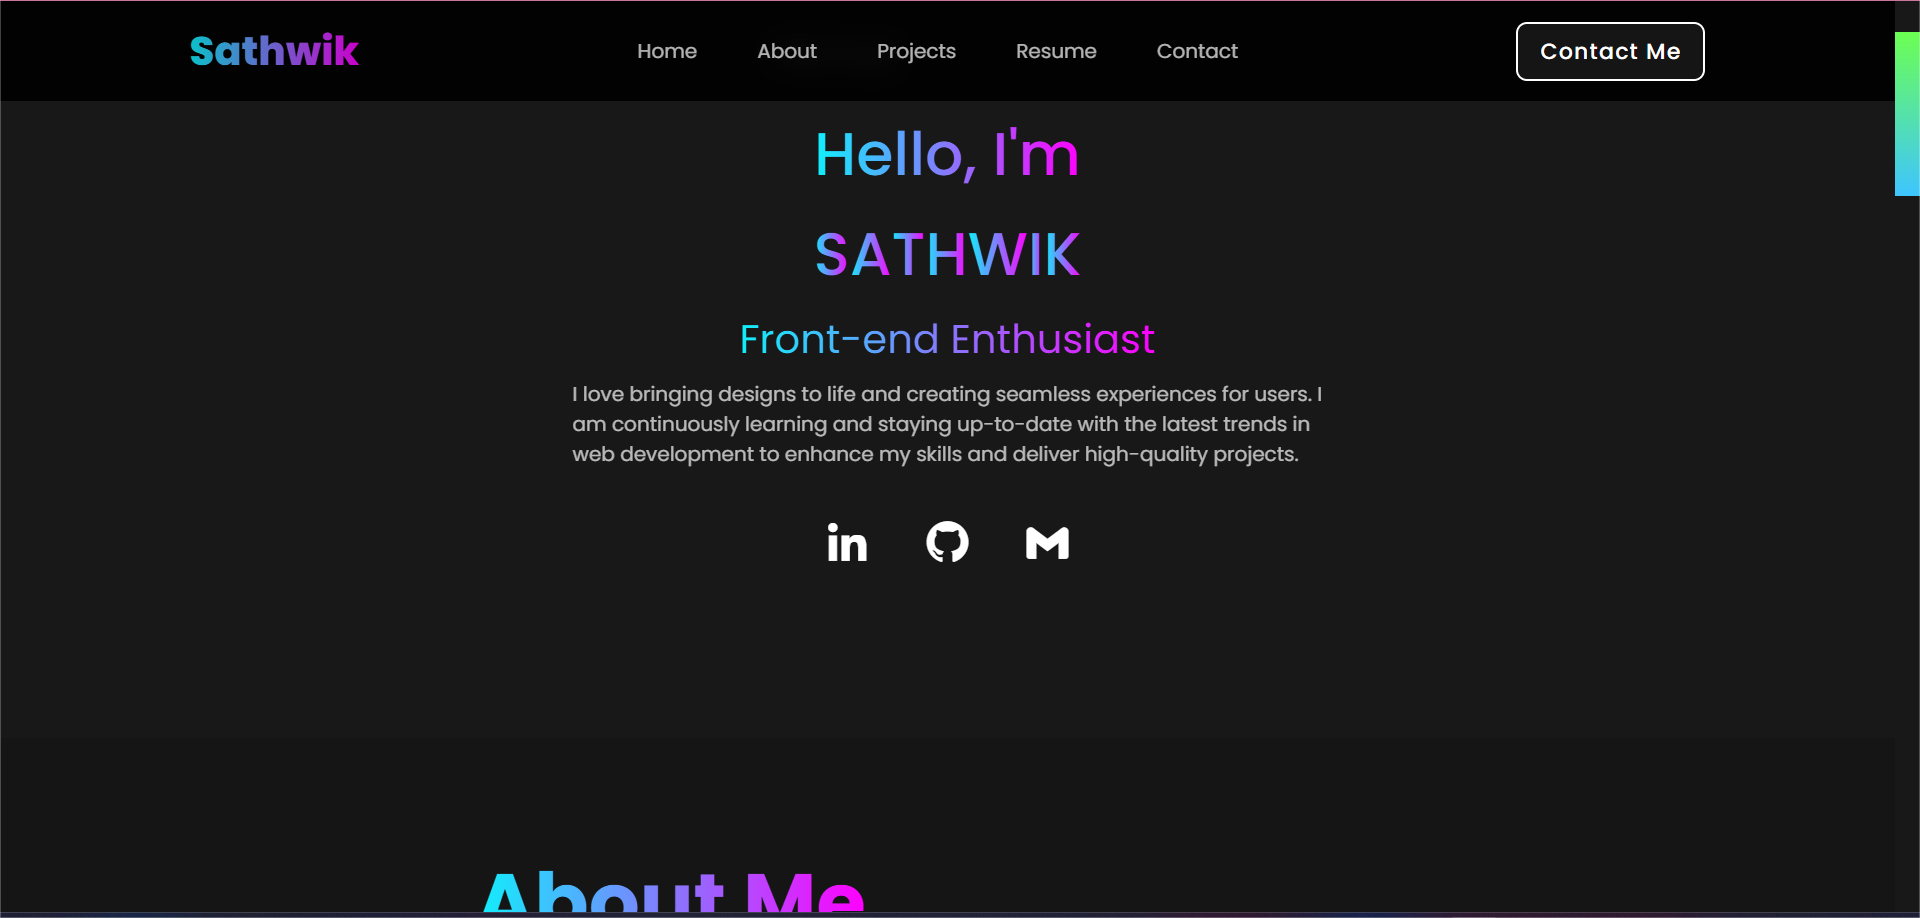 Sathwik
Home
About
Projects
Resume
Contact
Contact Me
Hello, I'm
SATHWIK
Front-end Enthusiast
I love bringing designs to life and creating seamless experiences for users. I
am continuously learning and staying up-to-date with the latest trends in
web development to enhance my skills and deliver high-quality projects.
in
About Me